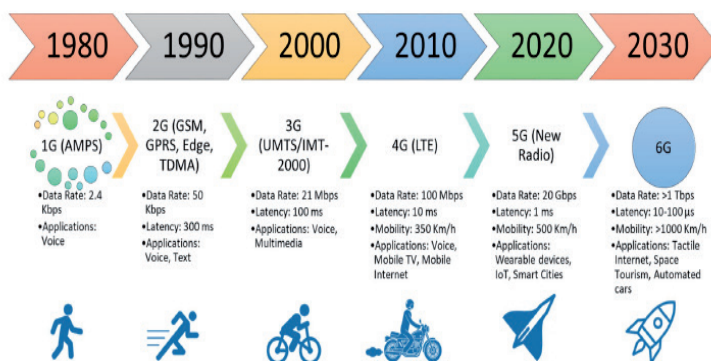 1980
1990
2000
2010
2020
2030
1G (AMPS)
•Data Rate: 2.4
Kbps
•Applications:
Voice
2G (GSM,
GPRS, Edge,
TDMA)
•Data Rate: 50
Kbps
•Latency: 300 ms
•Applications:
Voice, Text
3G
(UMTS/IMT-
2000)
•Data Rate: 21 Mbps
•Latency: 100 ms
•Applications: Voice,
Multimedia
4G (LTE)
•Data Rate: 100 Mbps
•Latency: 10 ms
•Mobility: 350 Km/h
•Applications: Voice,
Mobile TV, Mobile
Internet
5G (New
Radio)
•Data Rate: 20 Gbps
•Latency: 1 ms
•Mobility: 500 Km/h
•Applications:
Wearable devices,
IoT, Smart Cities
6G
•Data Rate: >1 Tbps
•Latency: 10-100 µs
•Mobility: >1000 Km/h
•Applications: Tactile
Internet, Space
Tourism, Automated
cars